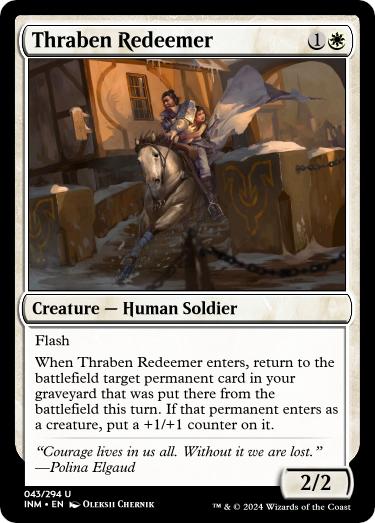 Thraben Redeemer 1
Creature — Human Soldier
Flash
When Thraben Redeemer enters, return to the
battlefield target permanent card in your
graveyard that was put there from the
battlefield this turn. If that permanent enters as
a creature, put a +1/+1 counter on it.
“Courage lives in us all. Without it we are lost.”
—Polina Elgaud
2/2
043/294 U
INM • EN Oleksii Chernik
™ & © 2024 Wizards of the Coast